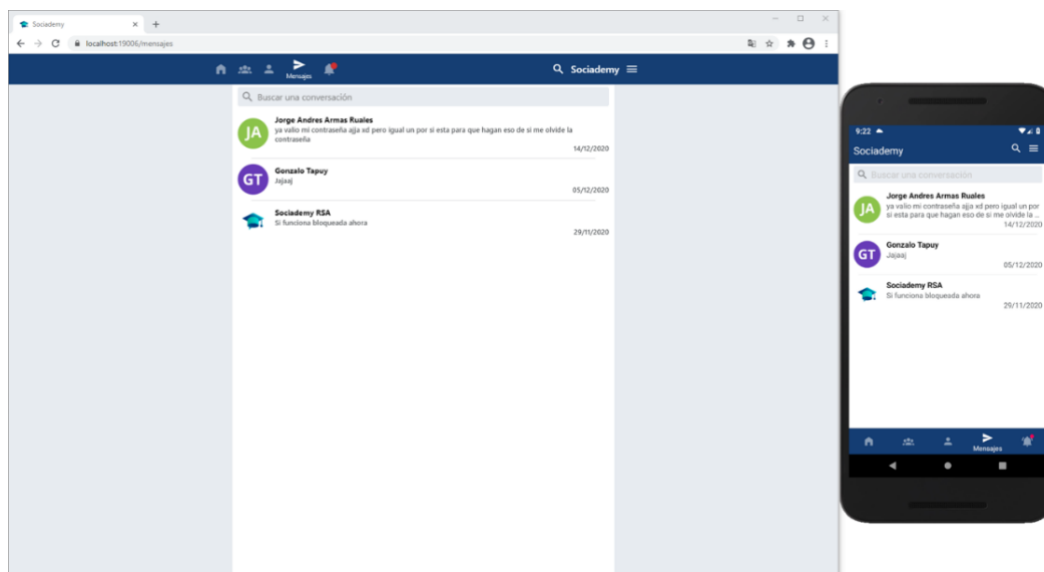 Sociademy
localhost:19006/mensajes
Mensajes
Sociademy
Buscar una conversación
Jorge Andres Armas Ruales
ya valio mi contraseña ajja xd pero igual un por si esta para que hagan eso de si me olvide la
contraseña
14/12/2020
JA
Gonzalo Tapuy
Jajaaj
05/12/2020
GT
Sociademy RSA
Si funciona bloqueada ahora
29/11/2020
9:22
Sociademy
Buscar una conversación
Jorge Andres Armas Ruales
ya valio mi contraseña ajja xd pero igual un por
si esta para que hagan eso de si me olvide la ...
14/12/2020
JA
Gonzalo Tapuy
Jajaaj
05/12/2020
GT
Sociademy RSA
Si funciona bloqueada ahora
29/11/2020
Mensajes